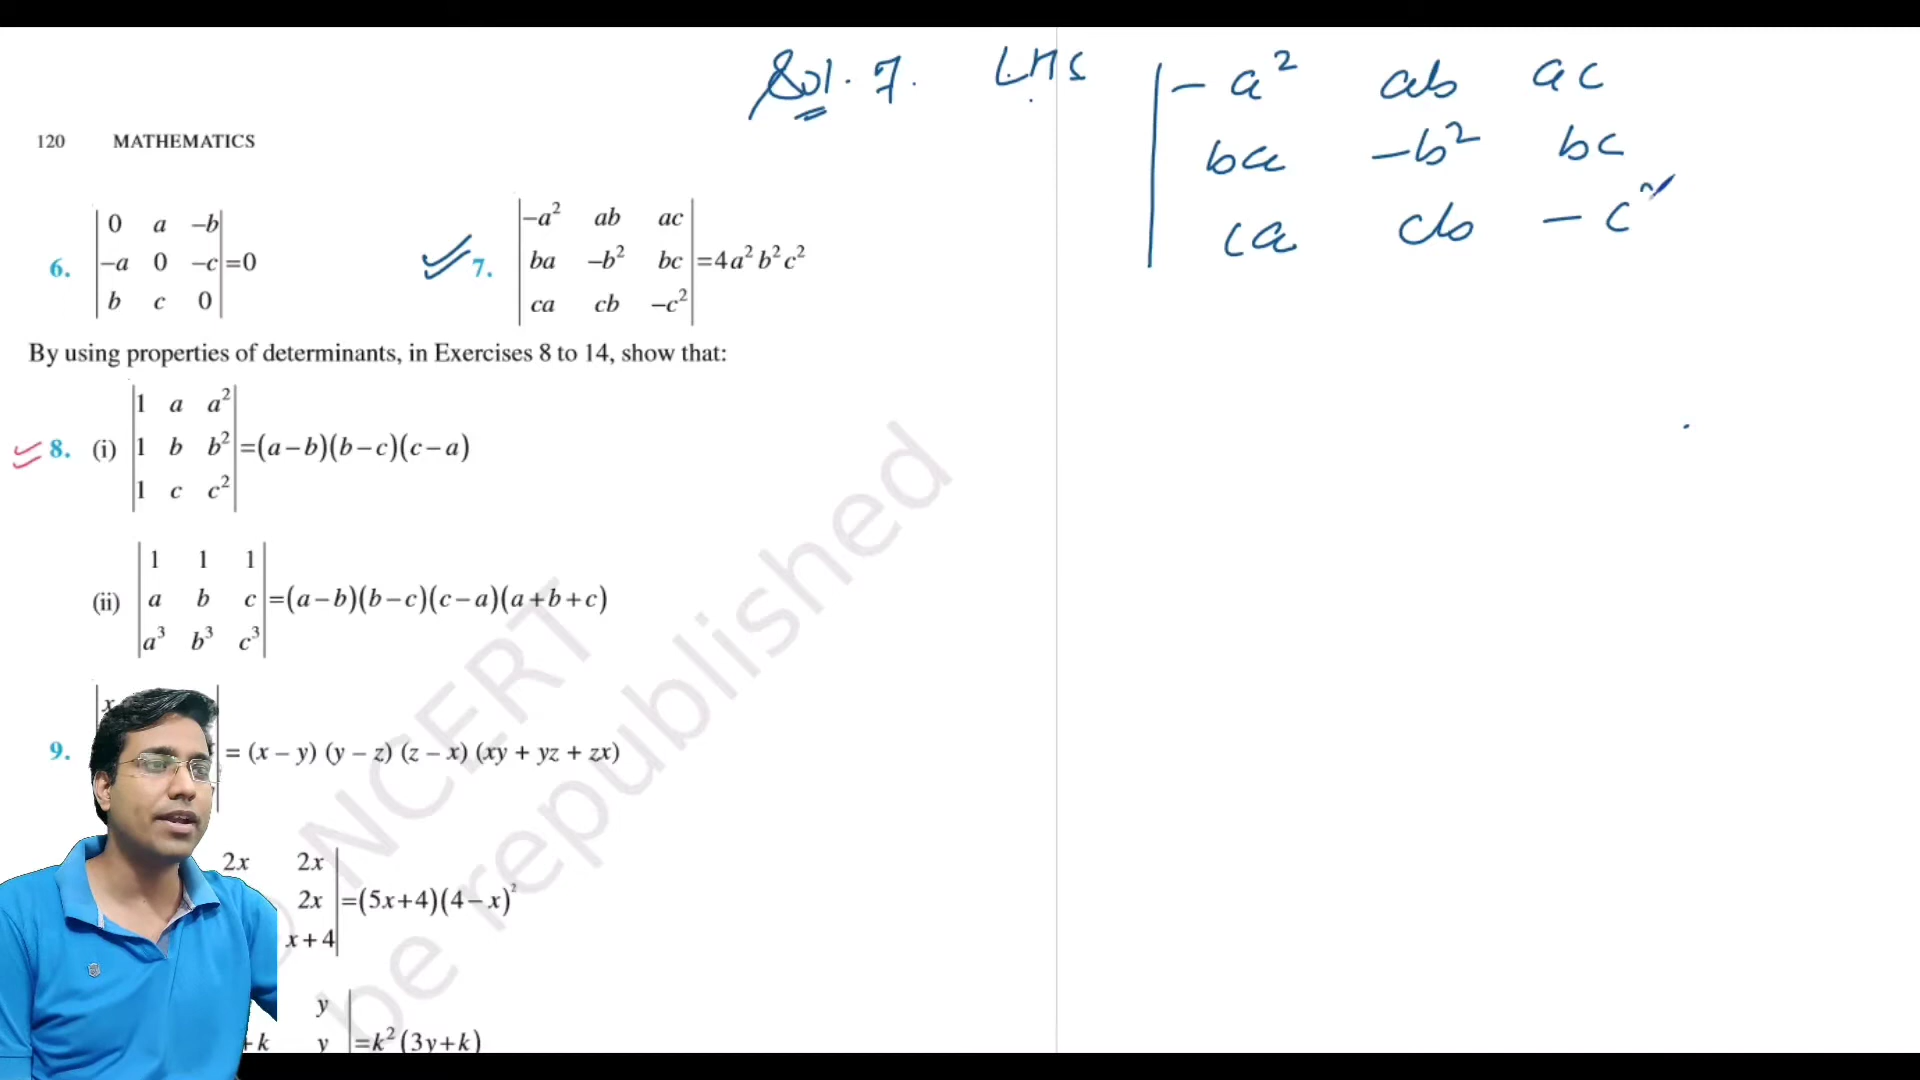 Sol. 7. LHS
-a² ab ac
ba -b² bc
ca cb -c²
120 MATHEMATICS
6.
0 a –b
–a 0 –c =0
b c 0
7.
–a² ab ac
ba –b² bc =4a²b²c²
ca cb –c²
By using properties of determinants, in Exercises 8 to 14, show that:
8. (i)
1 a a²
1 b b² =(a–b)(b–c)(c–a)
1 c c²
(ii)
1 1 1
a b c =(a–b)(b–c)(c–a)(a+b+c)
a³ b³ c³
x
9. = (x – y) (y – z) (z – x) (xy + yz + zx)
2x 2x
2x =(5x+4)(4–x)²
x+4
y
+k y =k²(3y+k)
NCERT
be republished